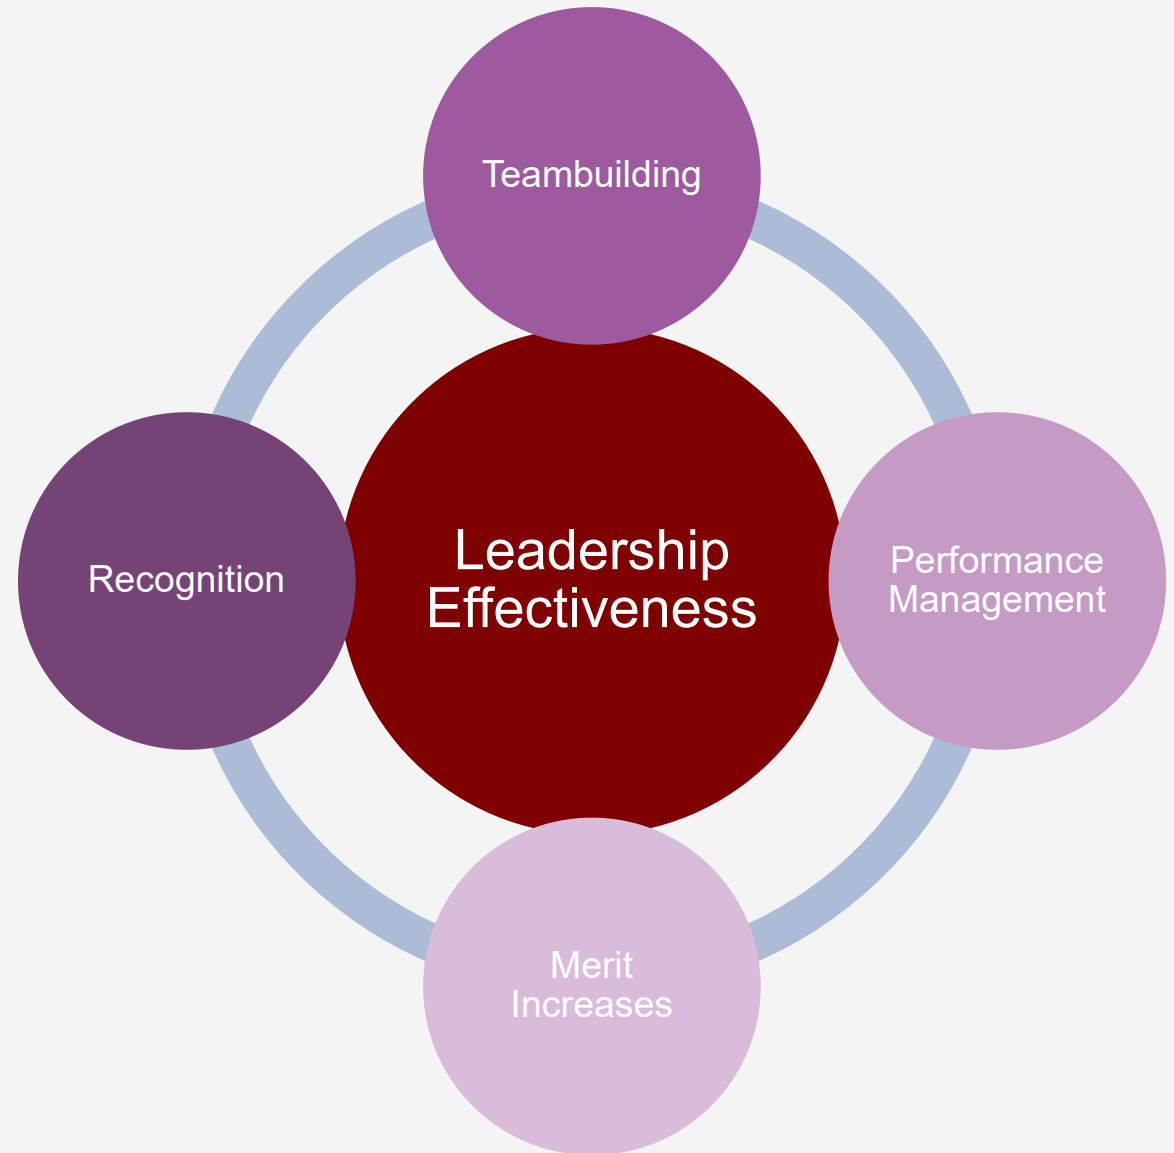 Teambuilding
Leadership
Effectiveness
Performance
Management
Merit
Increases
Recognition